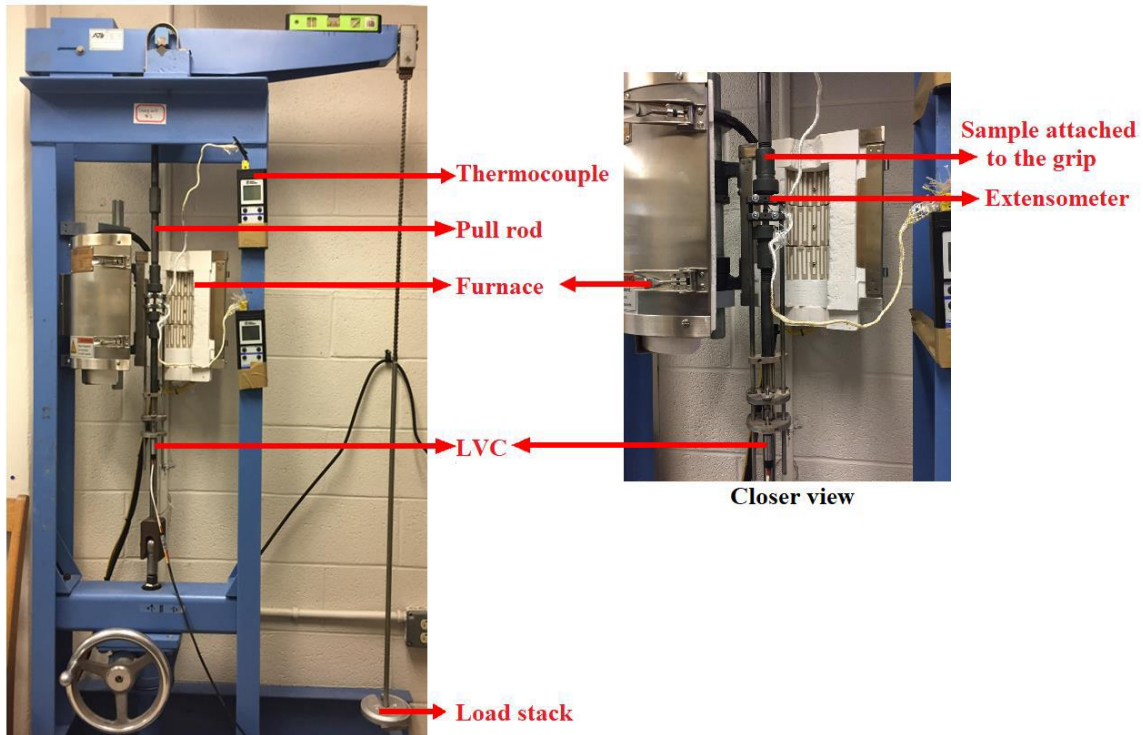 Thermocouple
Pull rod
Furnace
LVC
Load stack
Sample attached
to the grip
Extensometer
Closer view